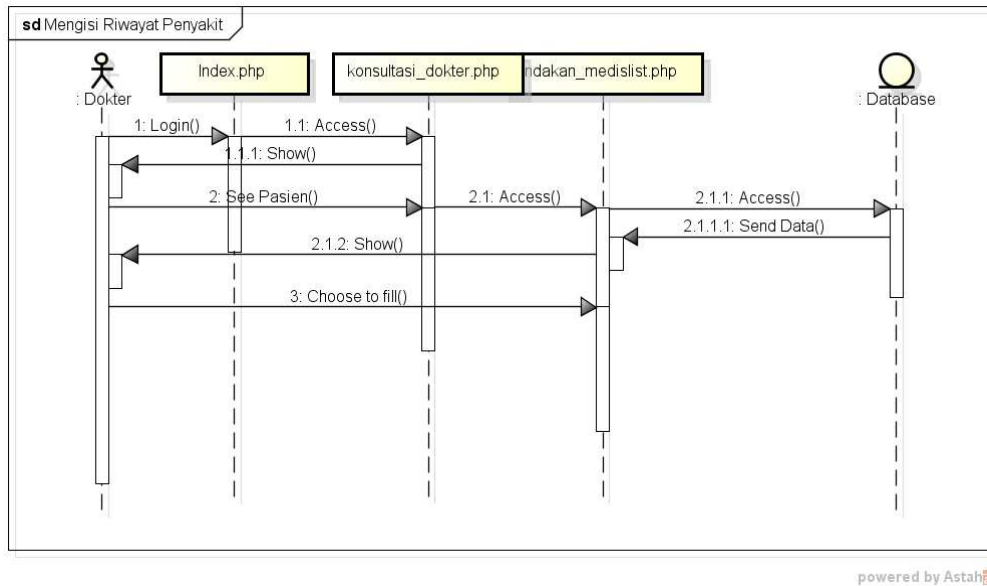 sd Mengisi Riwayat Penyakit
Index.php
konsultasi_dokter.php
ndakan_medislist.php
: Dokter
: Database
1: Login()
1.1: Access()
1.1.1: Show()
2: See Pasien()
2.1: Access()
2.1.1: Access()
2.1.1.1: Send Data()
2.1.2: Show()
3: Choose to fill()
powered by Astah